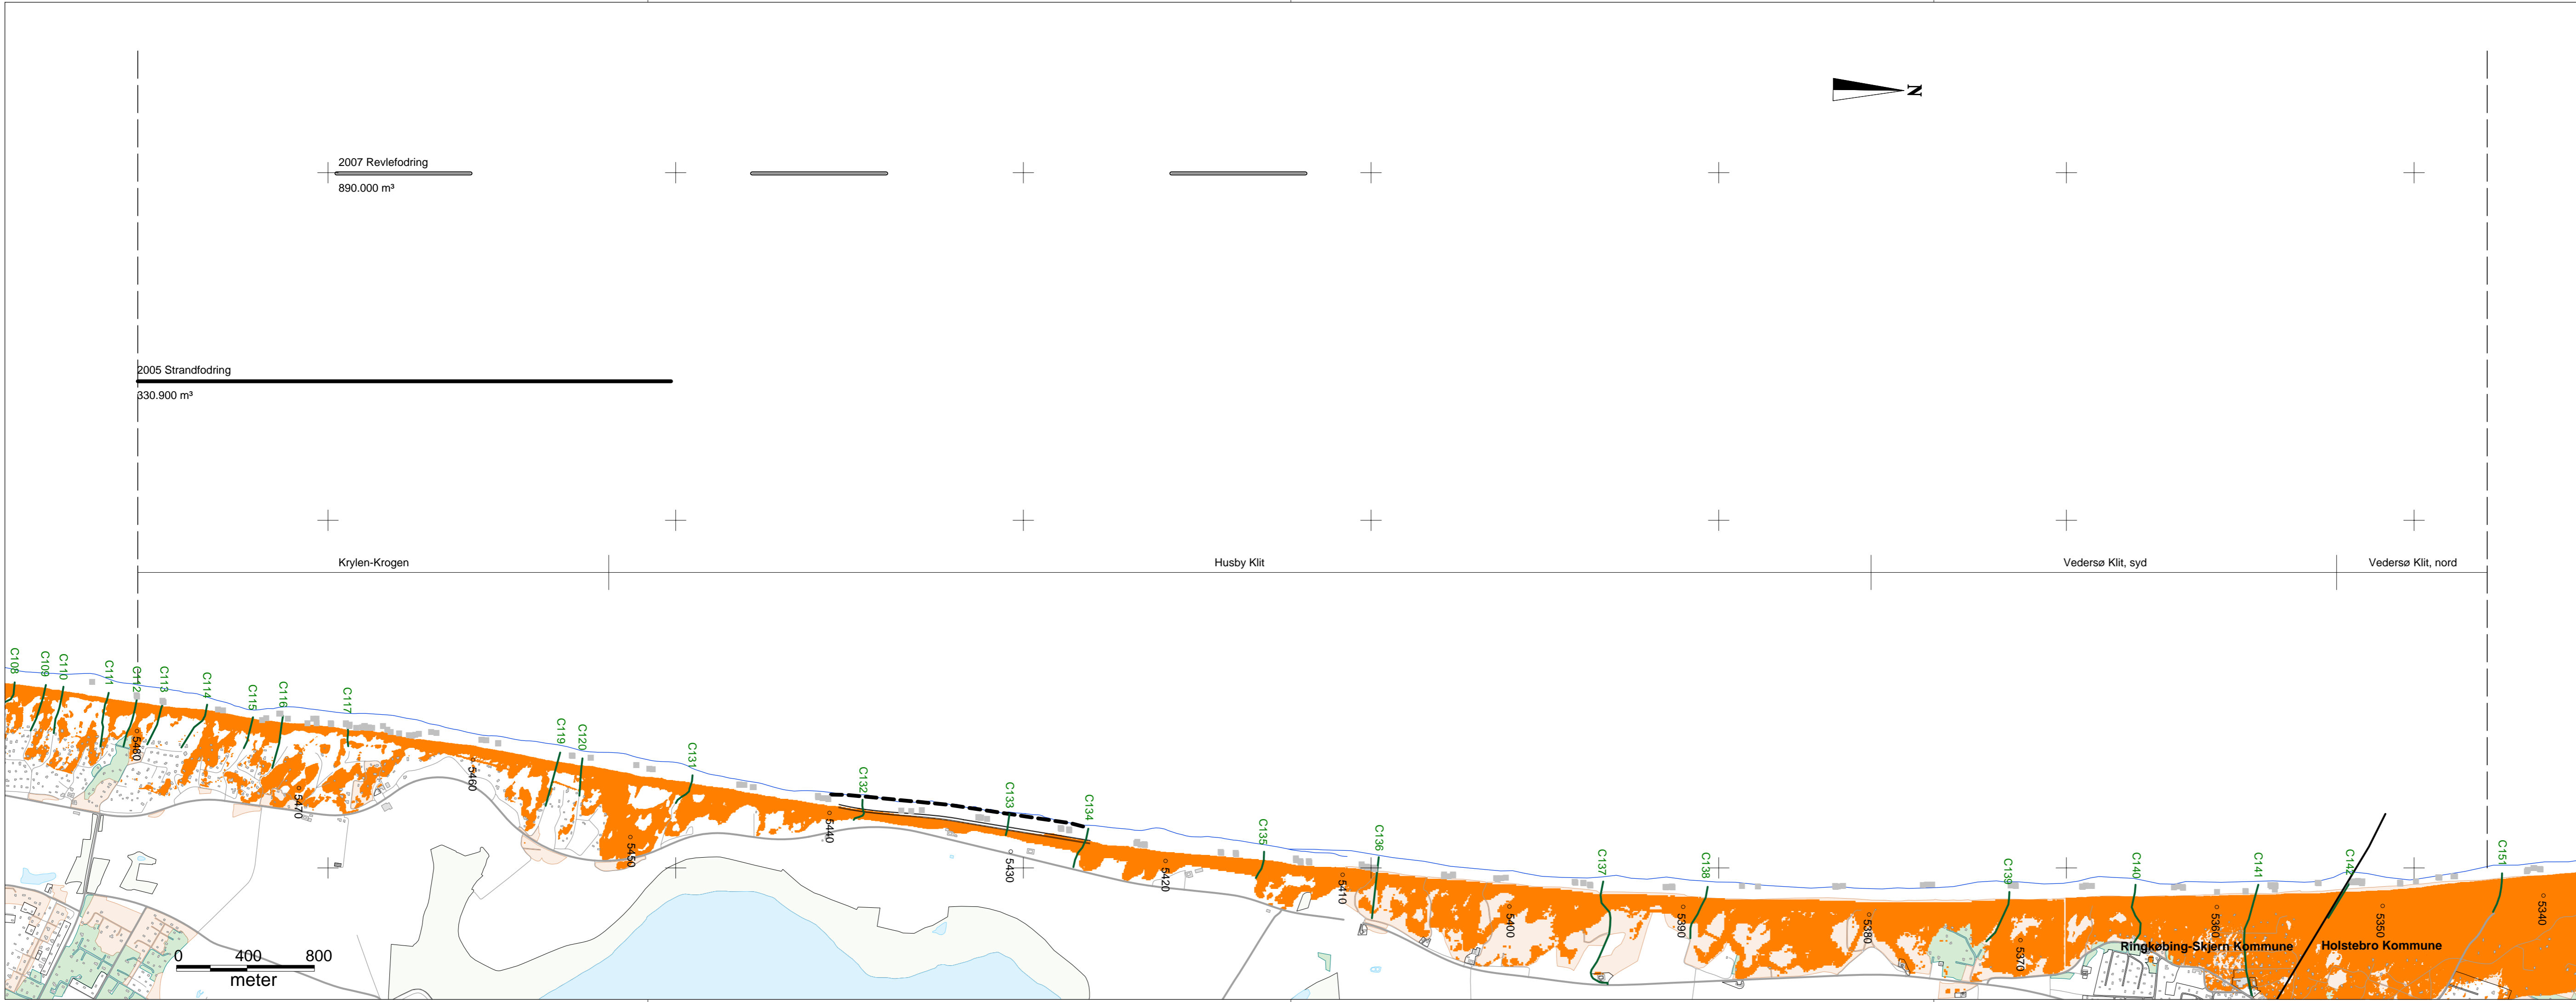 N
2007 Revlefodring
890.000 m³
2005 Strandfodring
330.900 m³
Krylen-Krogen
Husby Klit
Vedersø Klit, syd
Vedersø Klit, nord
C108
C109
C110
C111
C112
C113
C114
C115
C116
C117
C119
C120
C131
C132
C133
C134
C135
C136
C137
C138
C139
C140
C141
C142
C151
5480
5470
5460
5450
5440
5430
5420
5410
5400
5390
5380
5370
5360
5350
5340
Ringkøbing-Skjern Kommune
Holstebro Kommune
0 400 800
meter